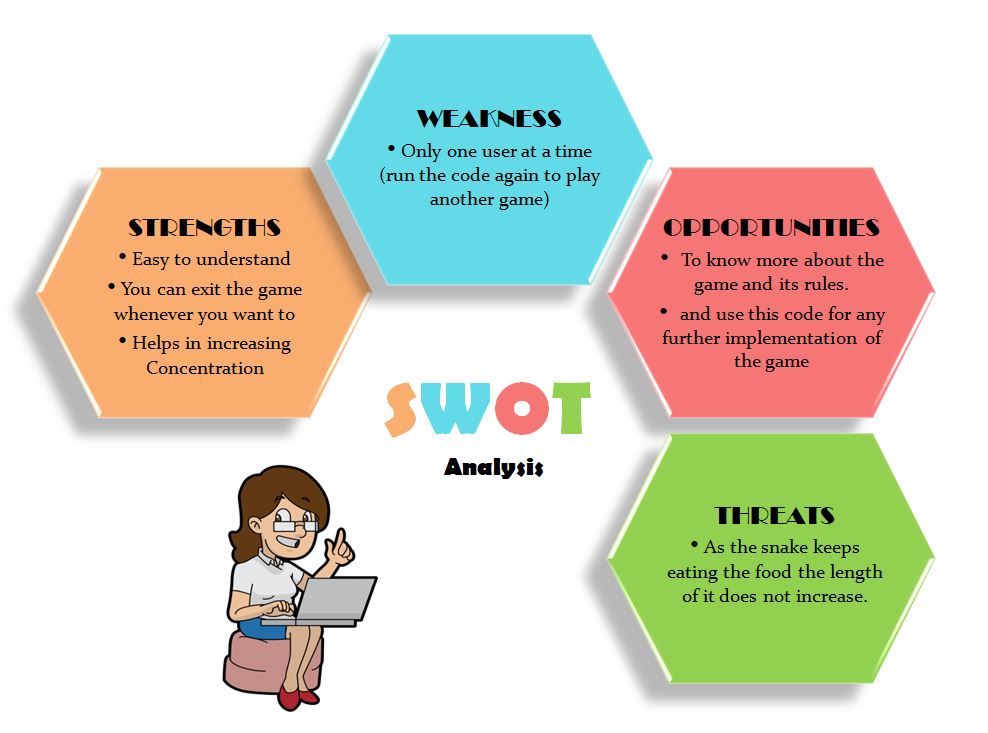 WEAKNESS
• Only one user at a time
(run the code again to play
another game)
STRENGTHS
• Easy to understand
• You can exit the game
whenever you want to
• Helps in increasing
Concentration
OPPORTUNITIES
• To know more about the
game and its rules.
• and use this code for any
further implementation of
the game
SWOT
Analysis
THREATS
• As the snake keeps
eating the food the length
of it does not increase.